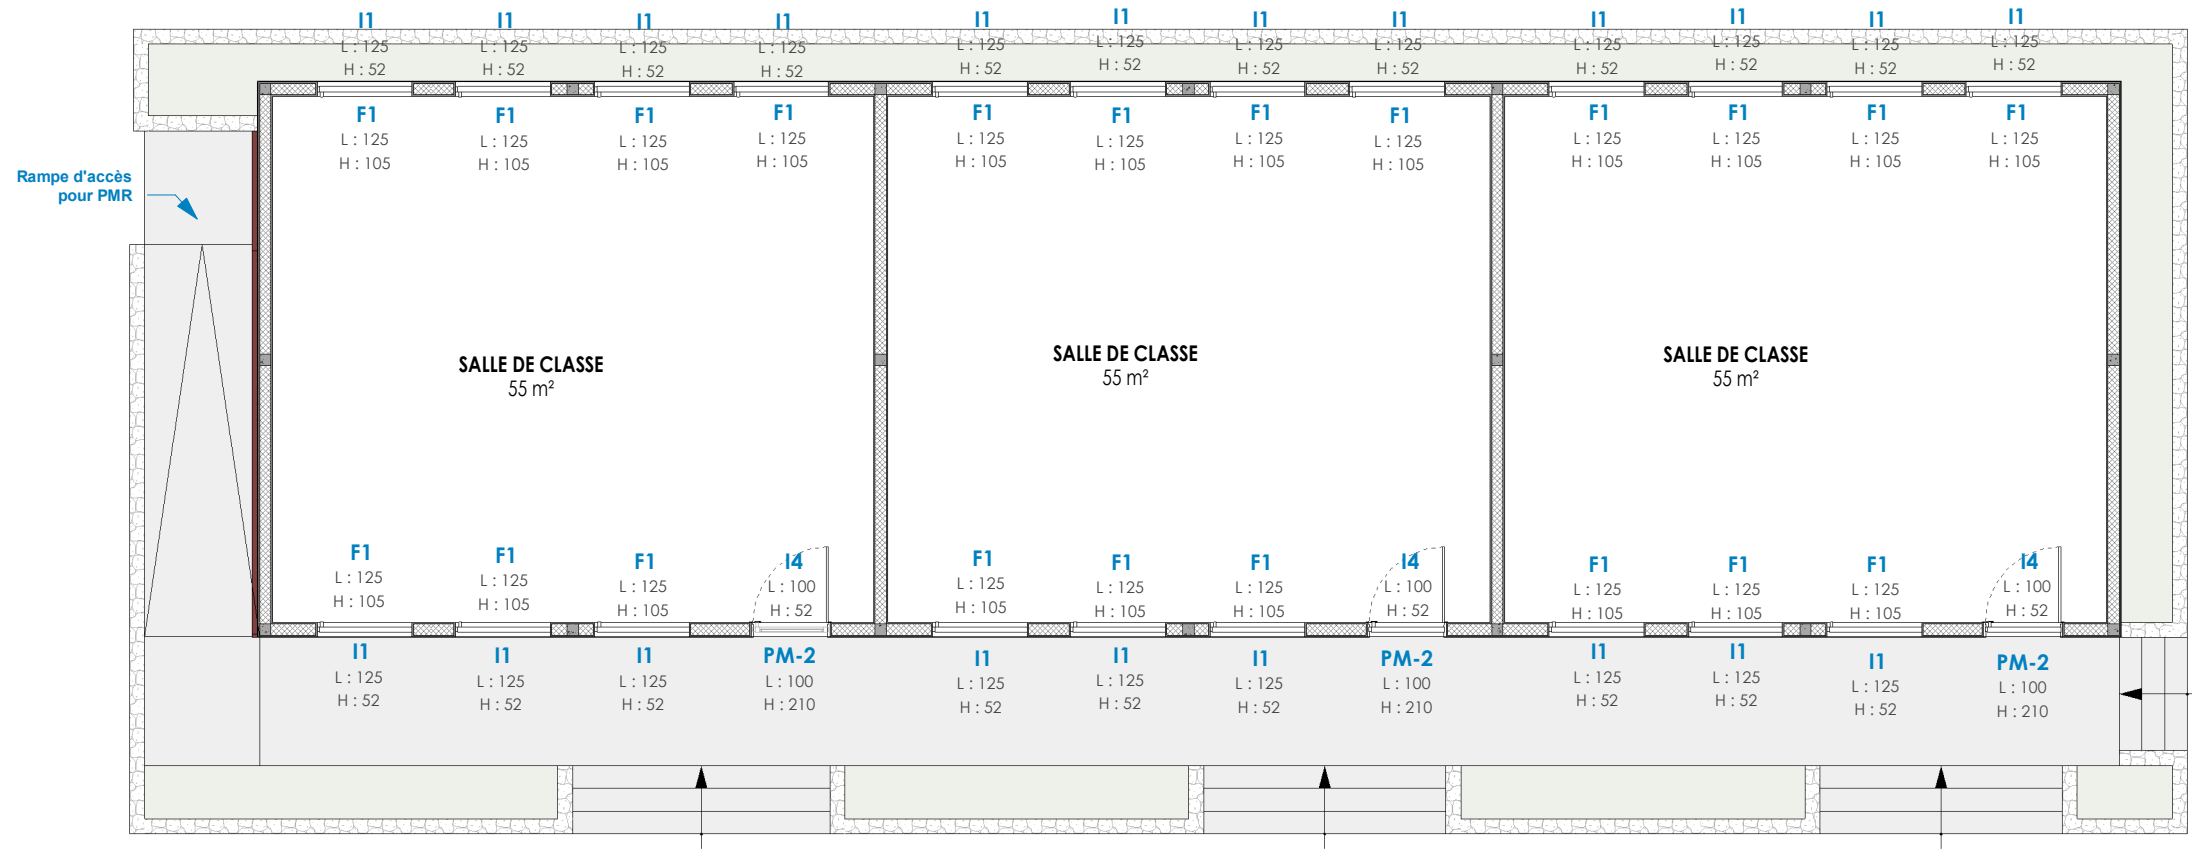 I1 I1 I1 I1 I1 I1 I1 I1 I1 I1 I1 I1
L : 125 L : 125 L : 125 L : 125 L : 125 L : 125 L : 125 L : 125 L : 125 L : 125 L : 125 L : 125
H : 52 H : 52 H : 52 H : 52 H : 52 H : 52 H : 52 H : 52 H : 52 H : 52 H : 52 H : 52
F1 F1 F1 F1 F1 F1 F1 F1 F1 F1 F1 F1
L : 125 L : 125 L : 125 L : 125 L : 125 L : 125 L : 125 L : 125 L : 125 L : 125 L : 125 L : 125
H : 105 H : 105 H : 105 H : 105 H : 105 H : 105 H : 105 H : 105 H : 105 H : 105 H : 105 H : 105
Rampe d'accès
pour PMR
SALLE DE CLASSE SALLE DE CLASSE SALLE DE CLASSE
55 m² 55 m² 55 m²
F1 F1 F1 I4 F1 F1 F1 I4 F1 F1 F1 I4
L : 125 L : 125 L : 125 L : 100 L : 125 L : 125 L : 125 L : 100 L : 125 L : 125 L : 125 L : 100
H : 105 H : 105 H : 105 H : 52 H : 105 H : 105 H : 105 H : 52 H : 105 H : 105 H : 105 H : 52
I1 I1 I1 PM-2 I1 I1 I1 PM-2 I1 I1 I1 PM-2
L : 125 L : 125 L : 125 L : 100 L : 125 L : 125 L : 125 L : 100 L : 125 L : 125 L : 125 L : 100
H : 52 H : 52 H : 52 H : 210 H : 52 H : 52 H : 52 H : 210 H : 52 H : 52 H : 52 H : 210